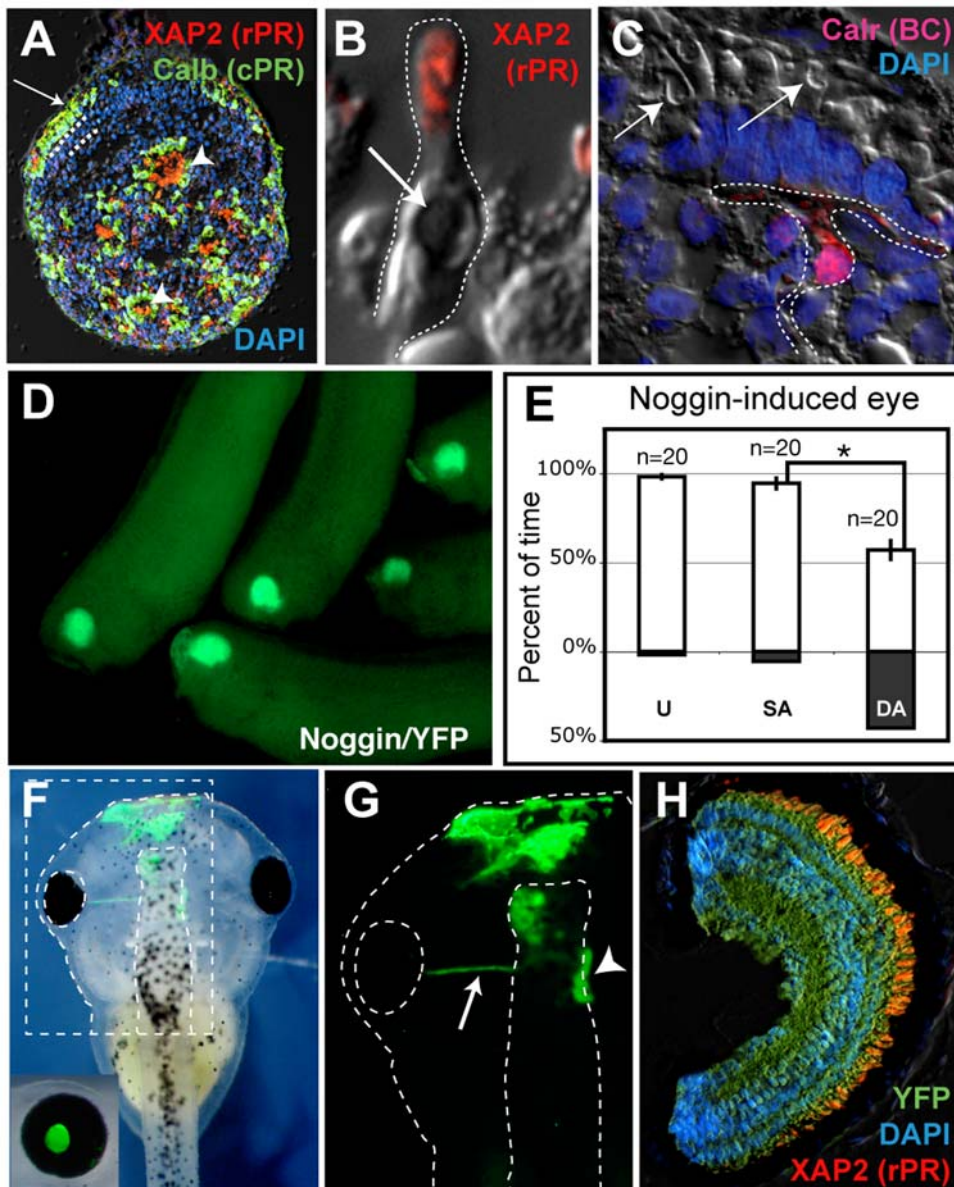 A
XAP2 (rPR)
Calb (cPR)
DAPI
B
XAP2
(rPR)
C
Calr (BC)
DAPI
D
Noggin/YFP
E
Noggin-induced eye
Percent of time
100%
50%
0%
50%
n=20
n=20
*
n=20
U
SA
DA
F
G
H
YFP
DAPI
XAP2 (rPR)